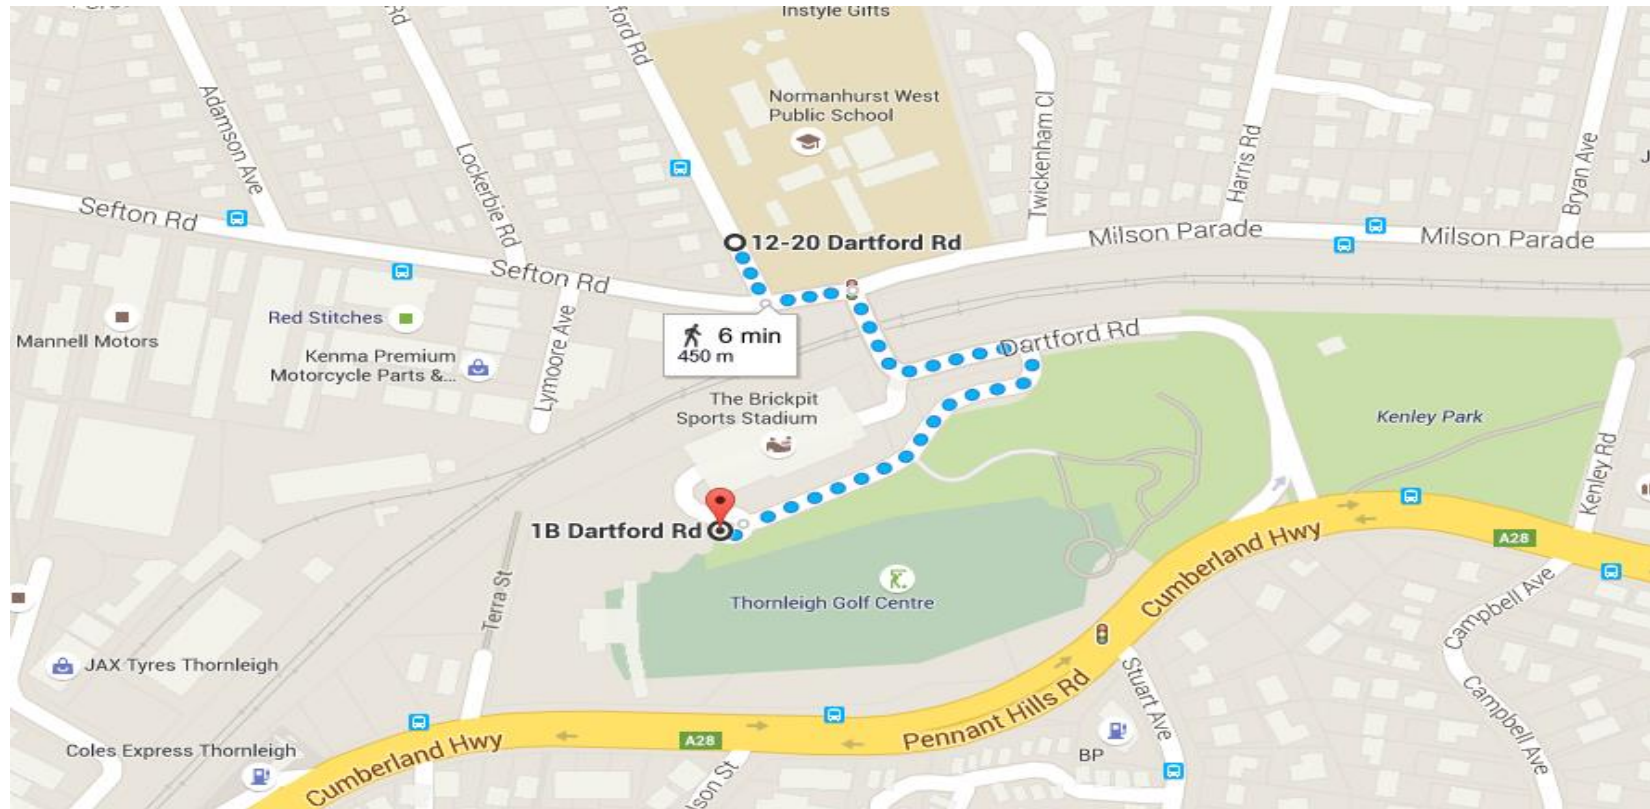 Instyle Gifts
Rd
ford Rd
Normanhurst West
Public School
Adamson Ave
Lockerbie Rd
Twickenham Cl
Harris Rd
Bryan Ave
J
Sefton Rd
12-20 Dartford Rd
Milson Parade
Milson Parade
Sefton Rd
Red Stitches
Mannell Motors
6 min
450 m
Dartford Rd
Kenma Premium
Motorcycle Parts &...
Lymoore Ave
The Brickpit
Sports Stadium
Kenley Park
Kenley Rd
1B Dartford Rd
Cumberland Hwy
A28
Terra St
Thornleigh Golf Centre
Campbell Ave
JAX Tyres Thornleigh
Stuart Ave
Campbell Ave
Pennant Hills Rd
Coles Express Thornleigh
Cumberland Hwy
A28
BP
son St